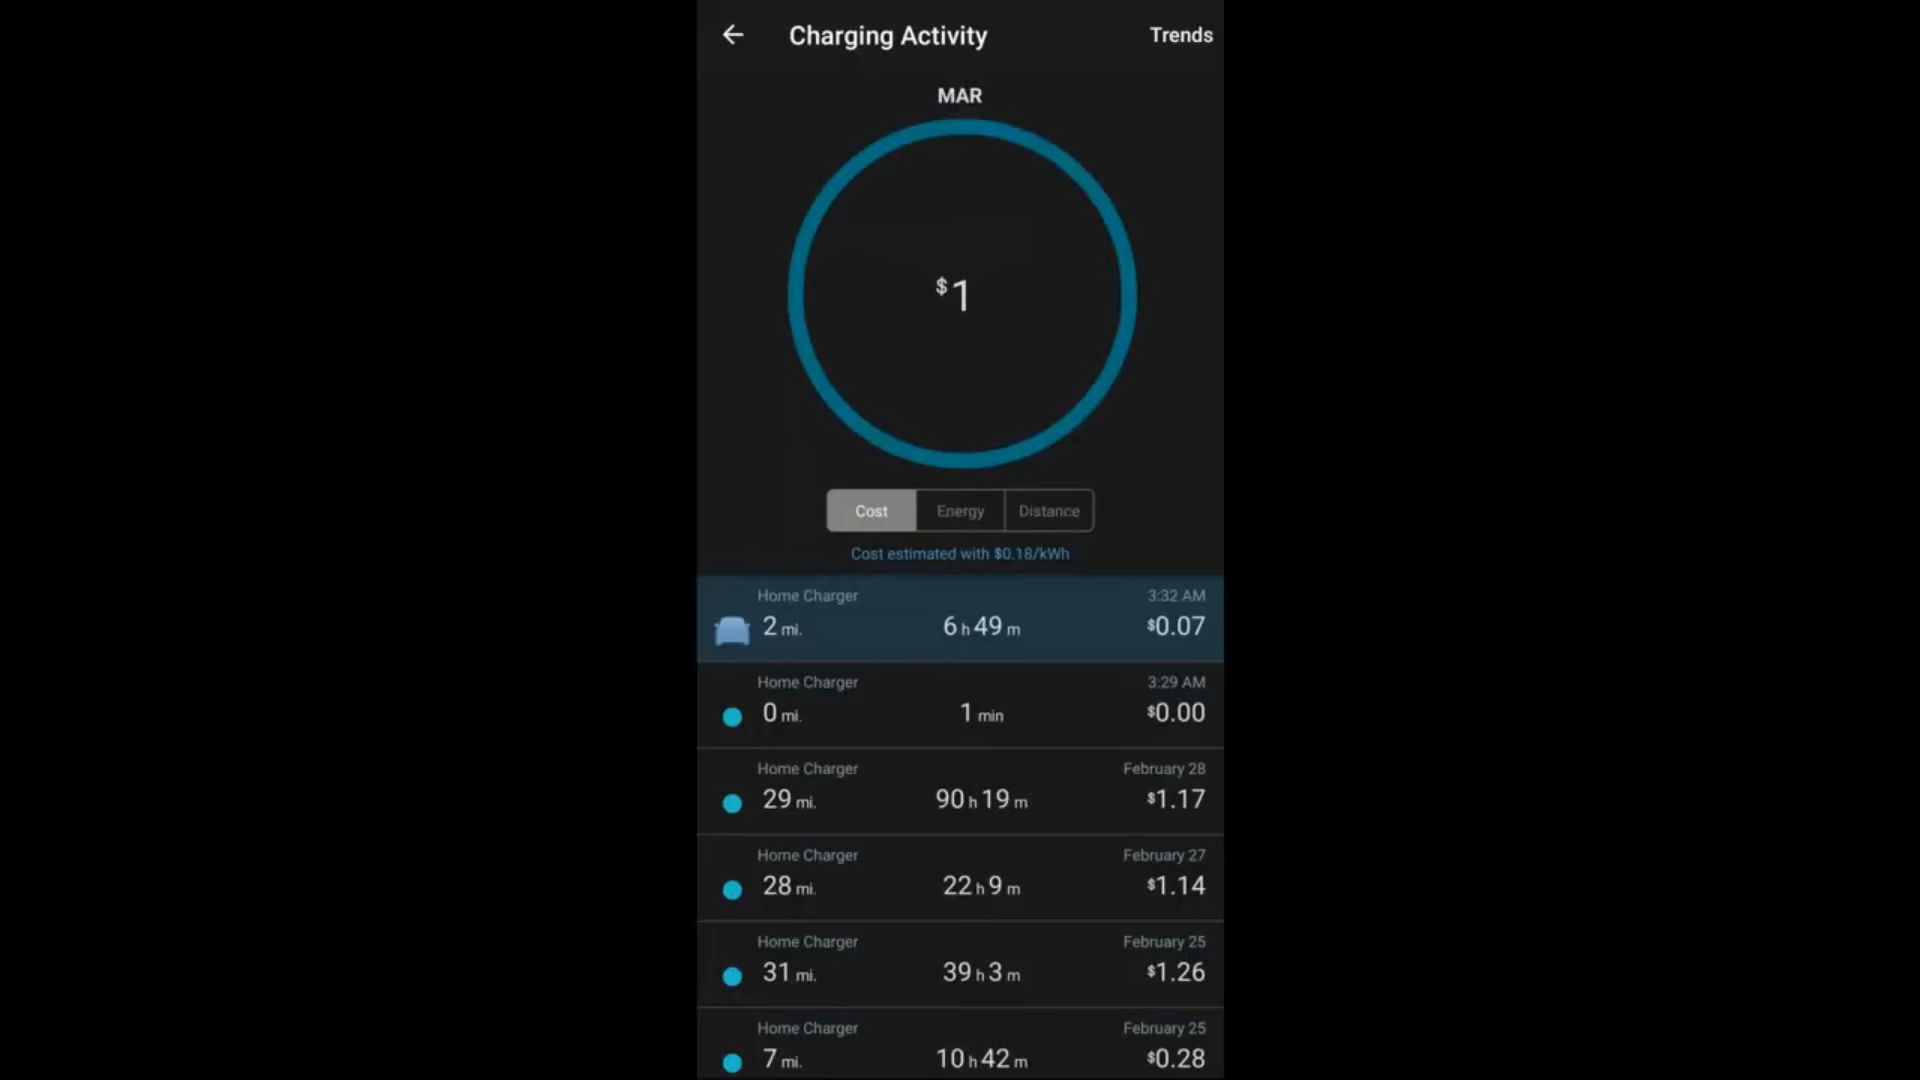 Charging Activity Trends
MAR
$1
Cost Energy Distance
Cost estimated with $0.18/kWh
Home Charger 3:32 AM
2 mi. 6 h 49 m $0.07
Home Charger 3:29 AM
0 mi. 1 min $0.00
Home Charger February 28
29 mi. 90 h 19 m $1.17
Home Charger February 27
28 mi. 22 h 9 m $1.14
Home Charger February 25
31 mi. 39 h 3 m $1.26
Home Charger February 25
7 mi. 10 h 42 m $0.28